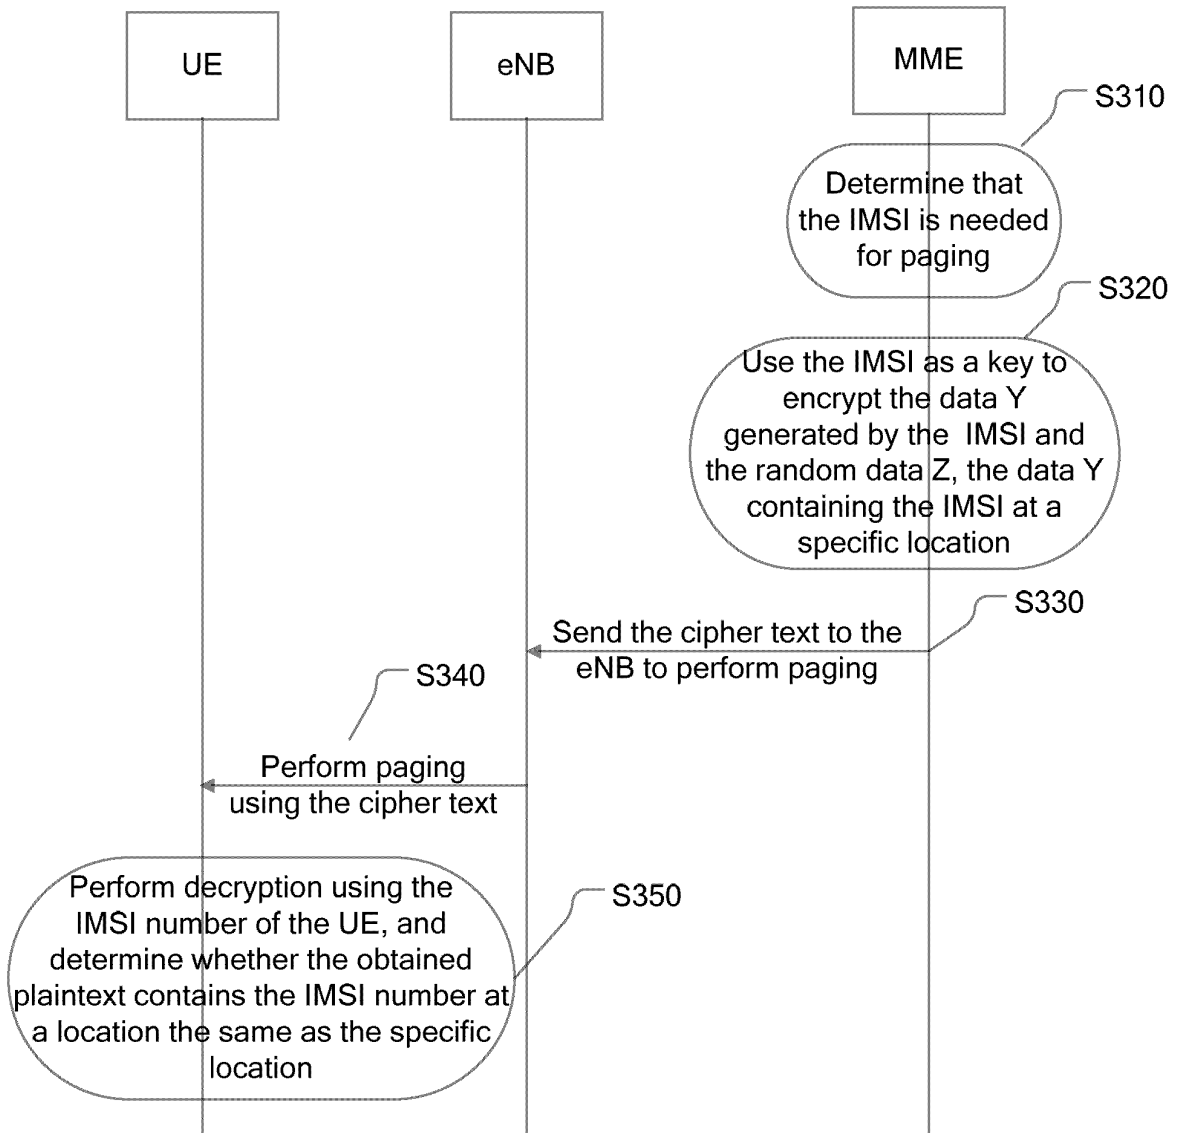 UE
eNB
MME
S310
Determine that
the IMSI is needed
for paging
S320
Use the IMSI as a key to
encrypt the data Y
generated by the IMSI and
the random data Z, the data Y
containing the IMSI at a
specific location
S330
Send the cipher text to the
eNB to perform paging
S340
Perform paging
using the cipher text
S350
Perform decryption using the
IMSI number of the UE, and
determine whether the obtained
plaintext contains the IMSI number at
a location the same as the specific
location